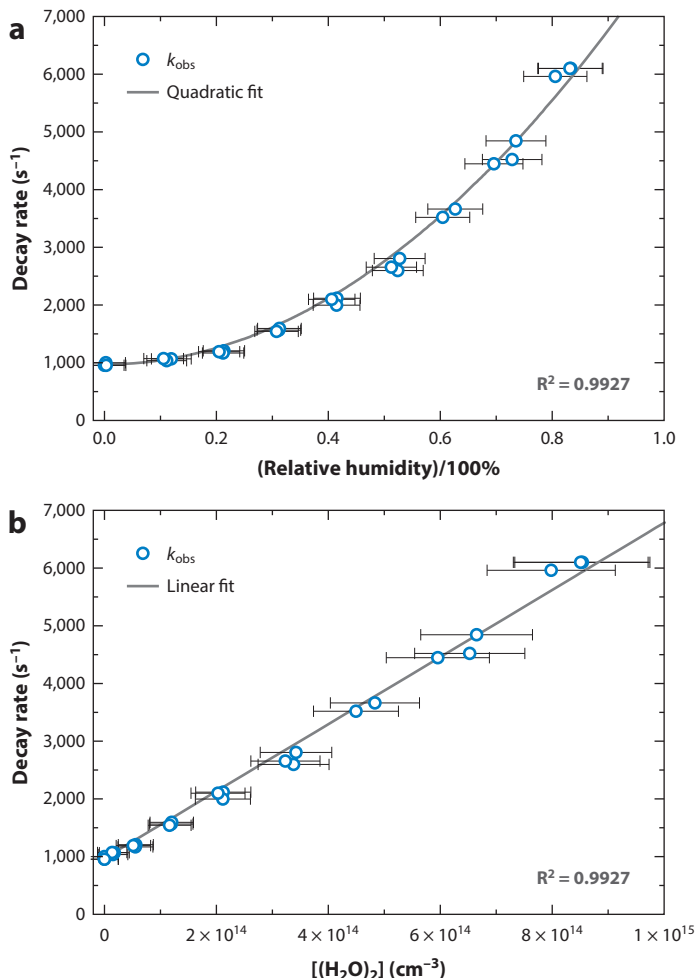 a
7,000
6,000
5,000
4,000
3,000
2,000
1,000
0
Decay rate (s⁻¹)
k_obs
Quadratic fit
R² = 0.9927
0.0 0.2 0.4 0.6 0.8 1.0
(Relative humidity)/100%
b
7,000
6,000
5,000
4,000
3,000
2,000
1,000
0
Decay rate (s⁻¹)
k_obs
Linear fit
R² = 0.9927
0 2 × 10¹⁴ 4 × 10¹⁴ 6 × 10¹⁴ 8 × 10¹⁴ 1 × 10¹⁵
[(H₂O)₂] (cm⁻³)